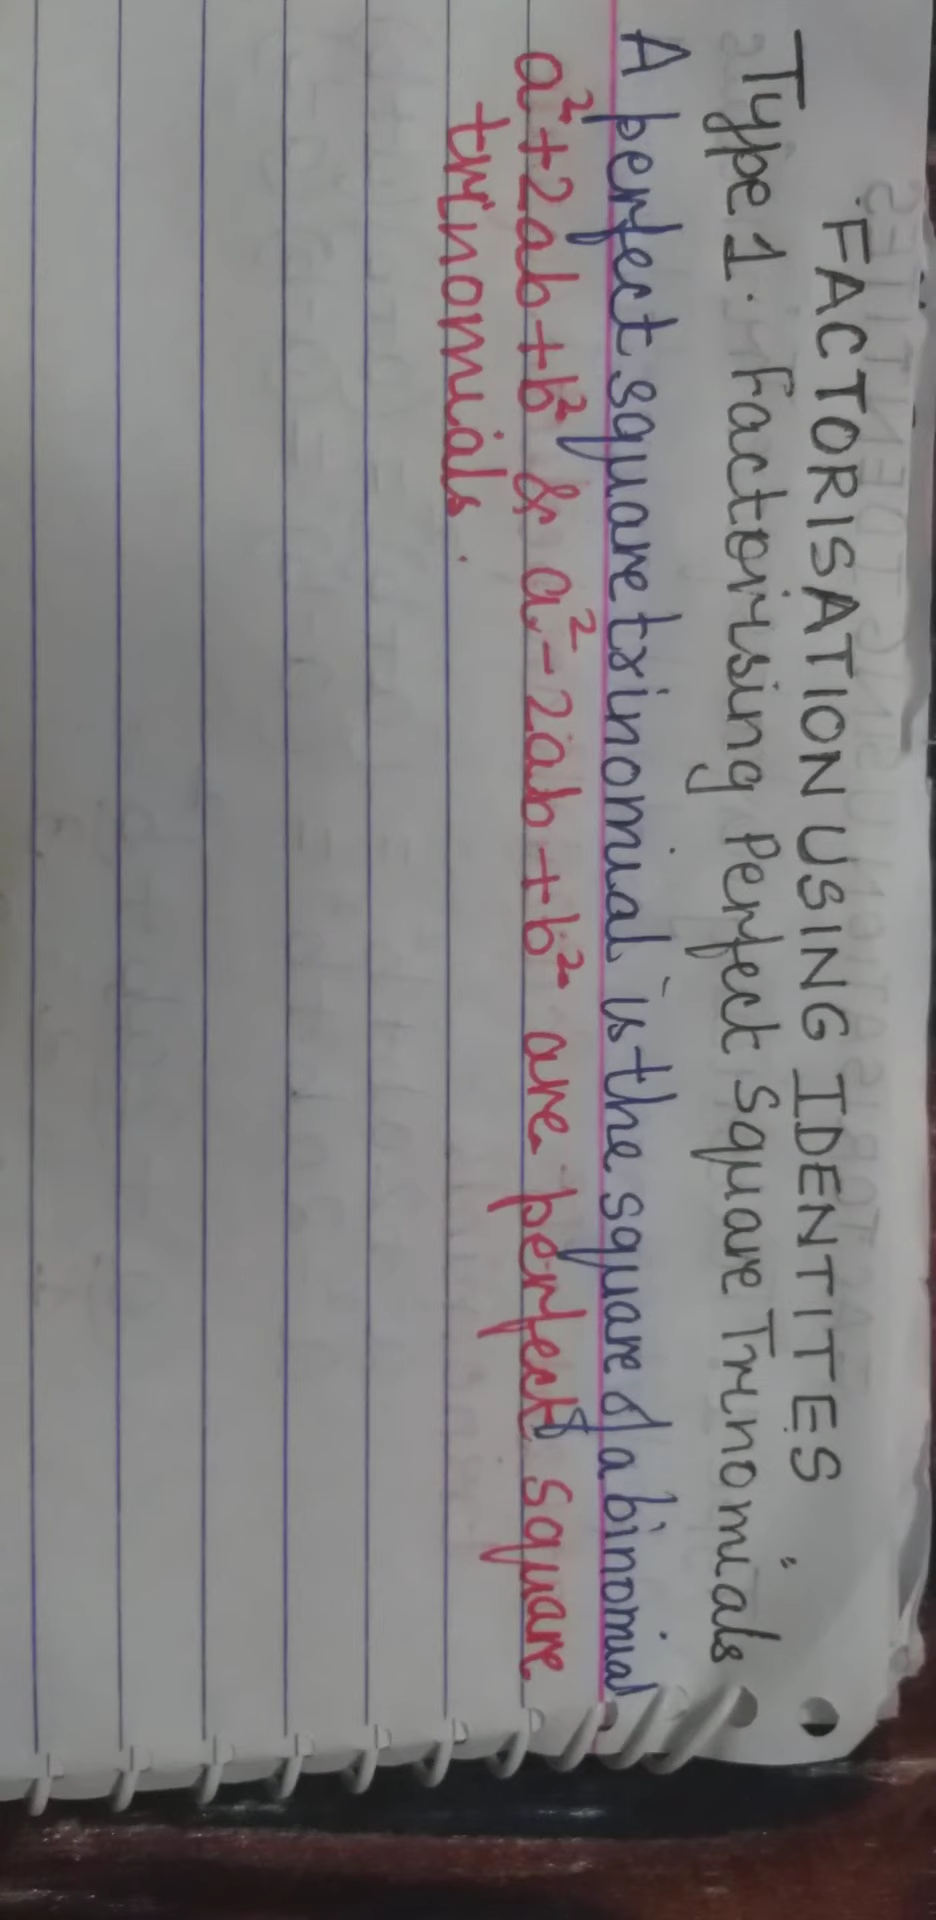 FACTORISATION USING IDENTITES
Type 1. Factorising Perfect Square Trinomials
A perfect square trinomial is the square of a binomial
a²+2ab+b² & a²-2ab+b² are perfect square
trinomials.